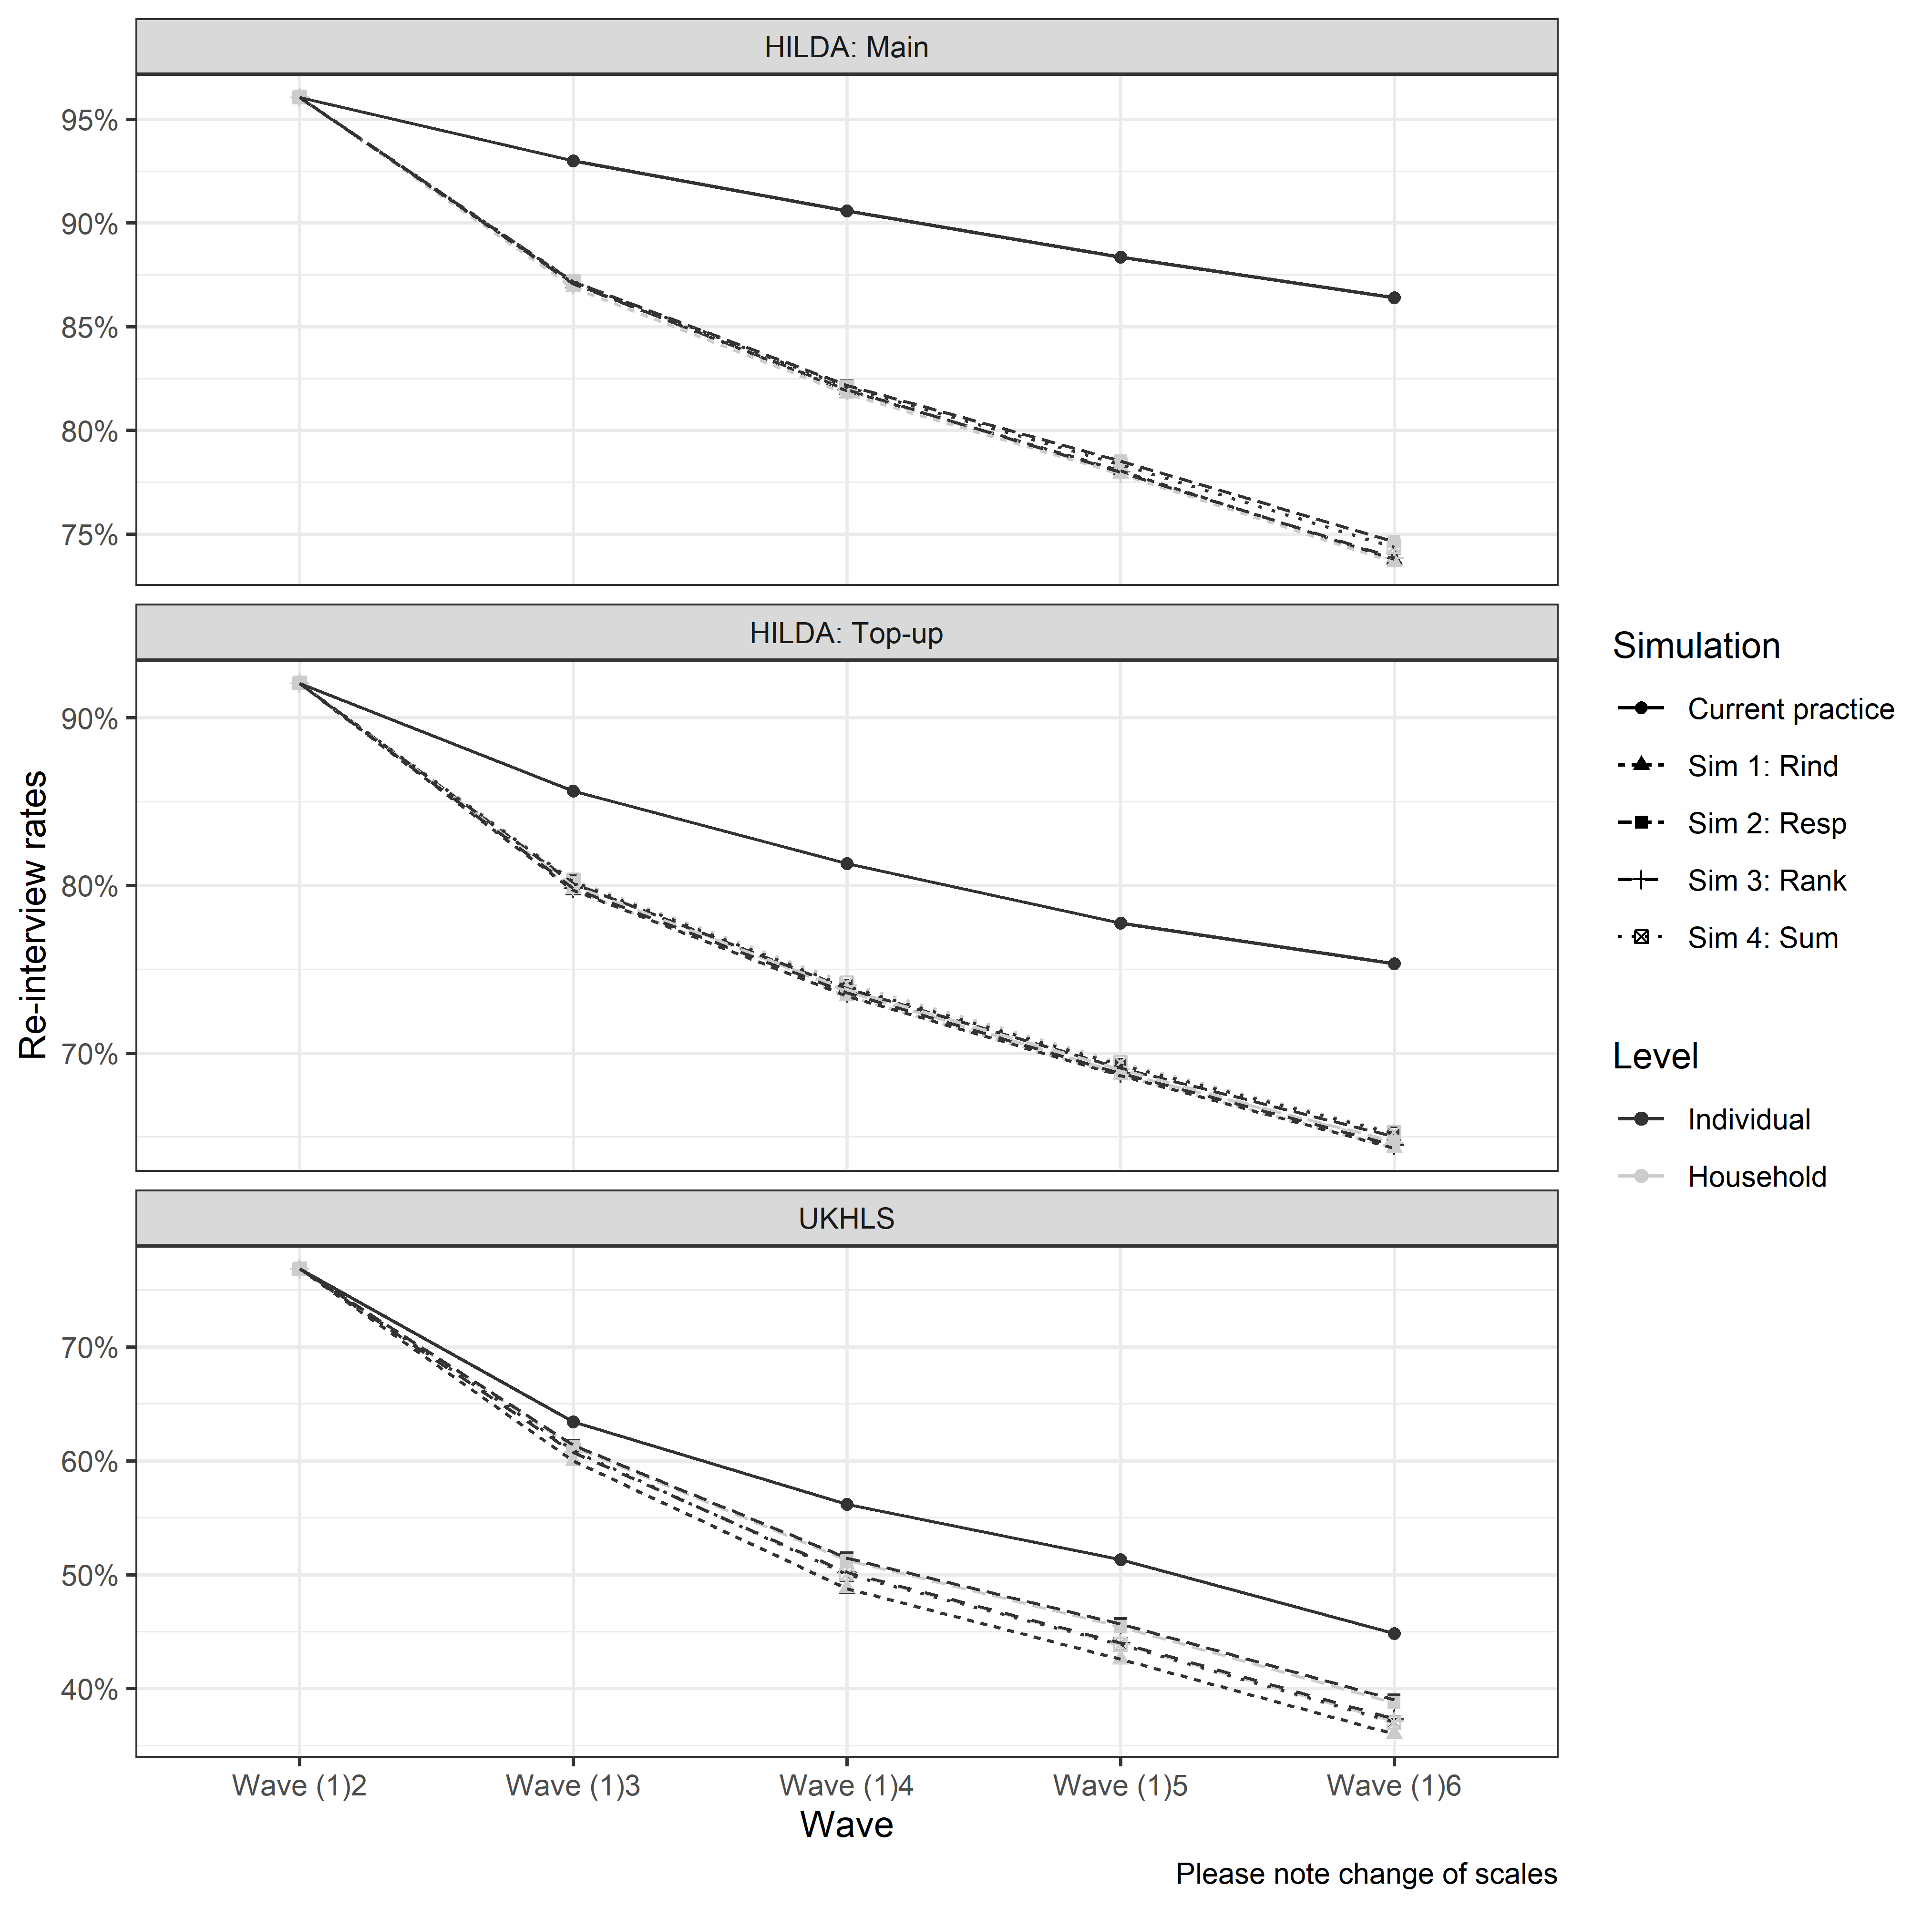 HILDA: Main
95%
90%
85%
80%
75%
HILDA: Top-up
90%
80%
70%
UKHLS
70%
60%
50%
40%
Wave (1)2
Wave (1)3
Wave (1)4
Wave (1)5
Wave (1)6
Wave
Re-interview rates
Please note change of scales
Simulation
Current practice
Sim 1: Rind
Sim 2: Resp
Sim 3: Rank
Sim 4: Sum
Level
Individual
Household